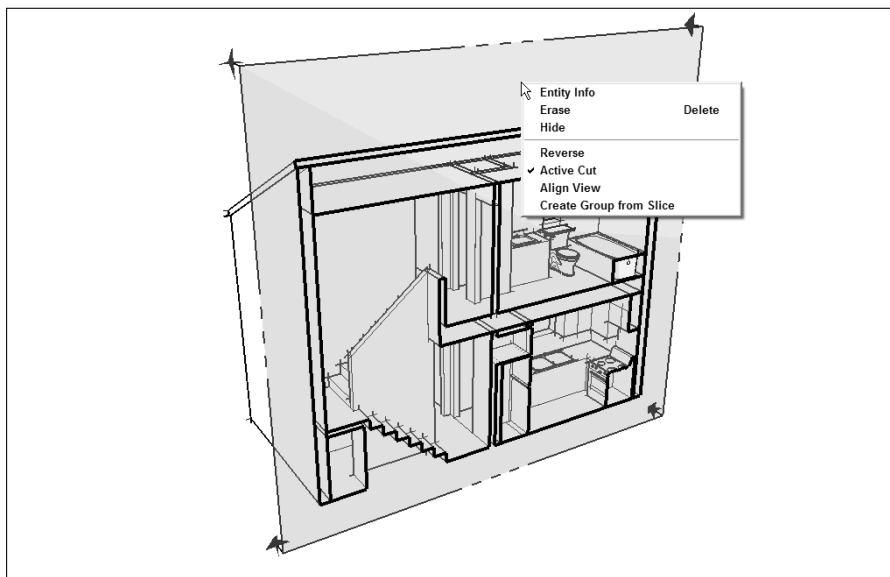 Entity Info
Erase Delete
Hide
Reverse
Active Cut
Align View
Create Group from Slice